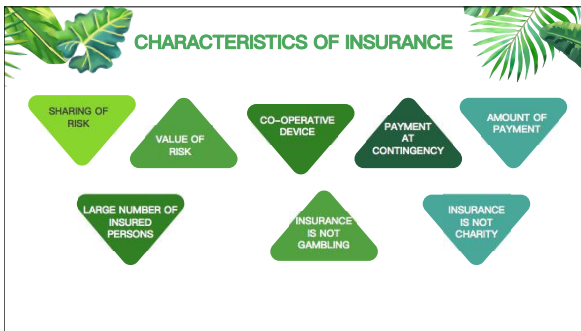 CHARACTERISTICS OF INSURANCE
SHARING OF
RISK
VALUE OF
RISK
CO-OPERATIVE
DEVICE
PAYMENT
AT
CONTINGENCY
AMOUNT OF
PAYMENT
LARGE NUMBER OF
INSURED
PERSONS
INSURANCE
IS NOT
GAMBLING
INSURANCE
IS NOT
CHARITY